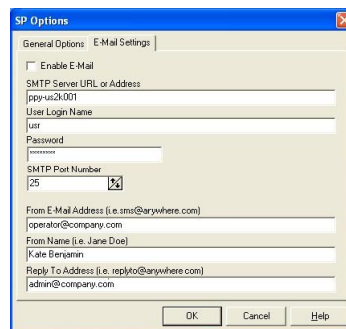 SP Options
General Options E-Mail Settings
Enable E-Mail
SMTP Server URL or Address
ppy-us2k001
User Login Name
usr
Password
********
SMTP Port Number
25
From E-Mail Address (i.e.sms@anywhere.com)
operator@company.com
From Name (i.e. Jane Doe)
Kate Benjamin
Reply To Address (i.e. replyto@anywhere com)
admin@company.com
OK Cancel Help